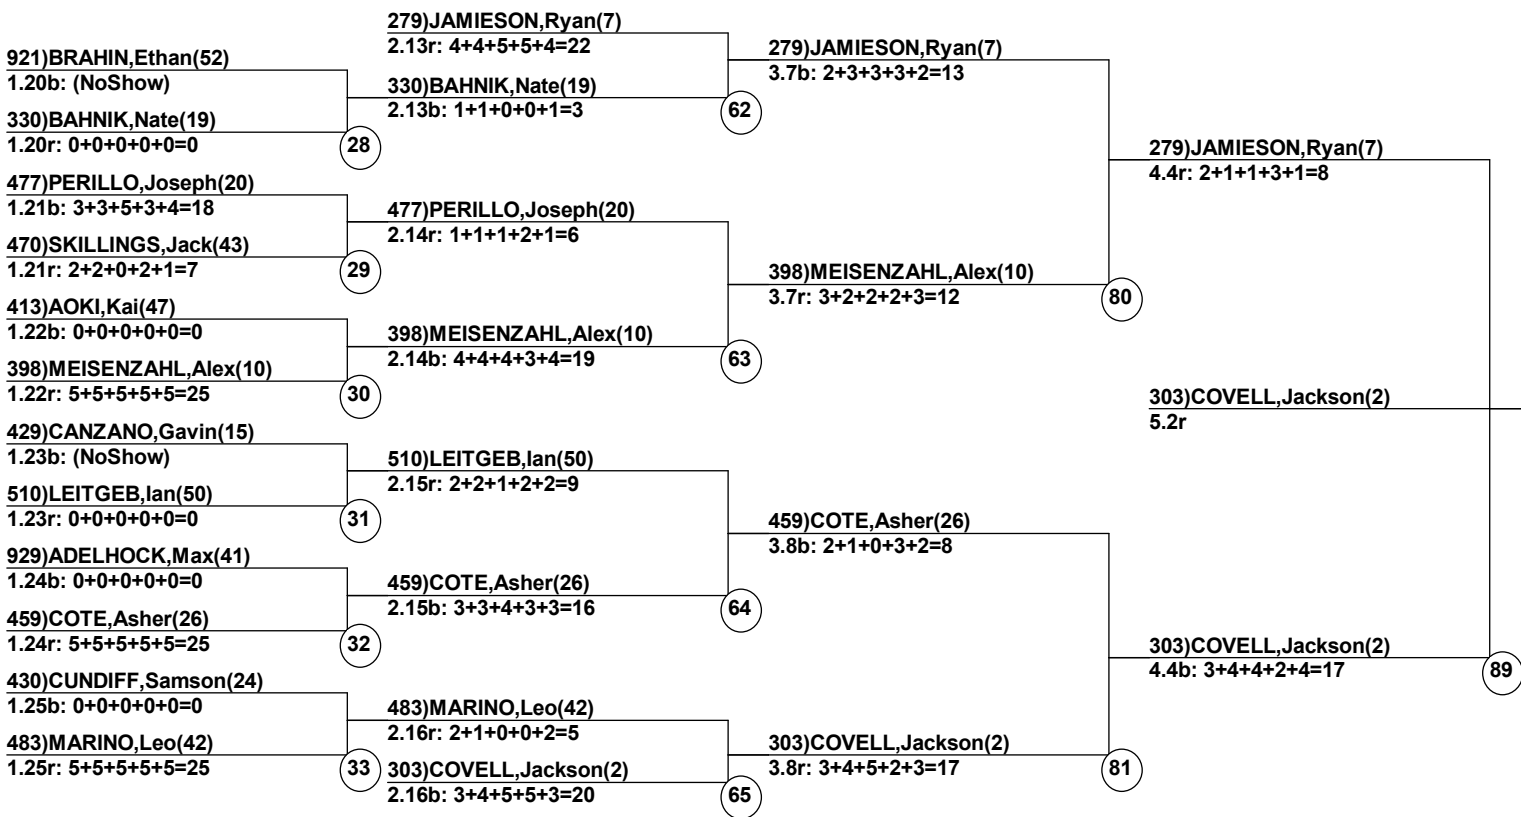 279)JAMIESON,Ryan(7)
2.13r: 4+4+5+5+4=22
921)BRAHIN,Ethan(52)
1.20b: (NoShow)
330)BAHNIK,Nate(19)
2.13b: 1+1+0+0+1=3
62
330)BAHNIK,Nate(19)
1.20r: 0+0+0+0+0=0
28
279)JAMIESON,Ryan(7)
3.7b: 2+3+3+3+2=13
477)PERILLO,Joseph(20)
1.21b: 3+3+5+3+4=18
477)PERILLO,Joseph(20)
2.14r: 1+1+1+2+1=6
470)SKILLINGS,Jack(43)
1.21r: 2+2+0+2+1=7
29
398)MEISENZAHL,Alex(10)
3.7r: 3+2+2+2+3=12
80
413)AOKI,Kai(47)
1.22b: 0+0+0+0+0=0
398)MEISENZAHL,Alex(10)
2.14b: 4+4+4+3+4=19
63
398)MEISENZAHL,Alex(10)
1.22r: 5+5+5+5+5=25
30
279)JAMIESON,Ryan(7)
4.4r: 2+1+1+3+1=8
303)COVELL,Jackson(2)
5.2r
429)CANZANO,Gavin(15)
1.23b: (NoShow)
510)LEITGEB,Ian(50)
2.15r: 2+2+1+2+2=9
510)LEITGEB,Ian(50)
1.23r: 0+0+0+0+0=0
31
459)COTE,Asher(26)
3.8b: 2+1+0+3+2=8
929)ADELHOCK,Max(41)
1.24b: 0+0+0+0+0=0
459)COTE,Asher(26)
2.15b: 3+3+4+3+3=16
64
459)COTE,Asher(26)
1.24r: 5+5+5+5+5=25
32
303)COVELL,Jackson(2)
4.4b: 3+4+4+2+4=17
89
430)CUNDIFF,Samson(24)
1.25b: 0+0+0+0+0=0
483)MARINO,Leo(42)
2.16r: 2+1+0+0+2=5
483)MARINO,Leo(42)
1.25r: 5+5+5+5+5=25
33
303)COVELL,Jackson(2)
3.8r: 3+4+5+2+3=17
81
303)COVELL,Jackson(2)
2.16b: 3+4+5+5+3=20
65